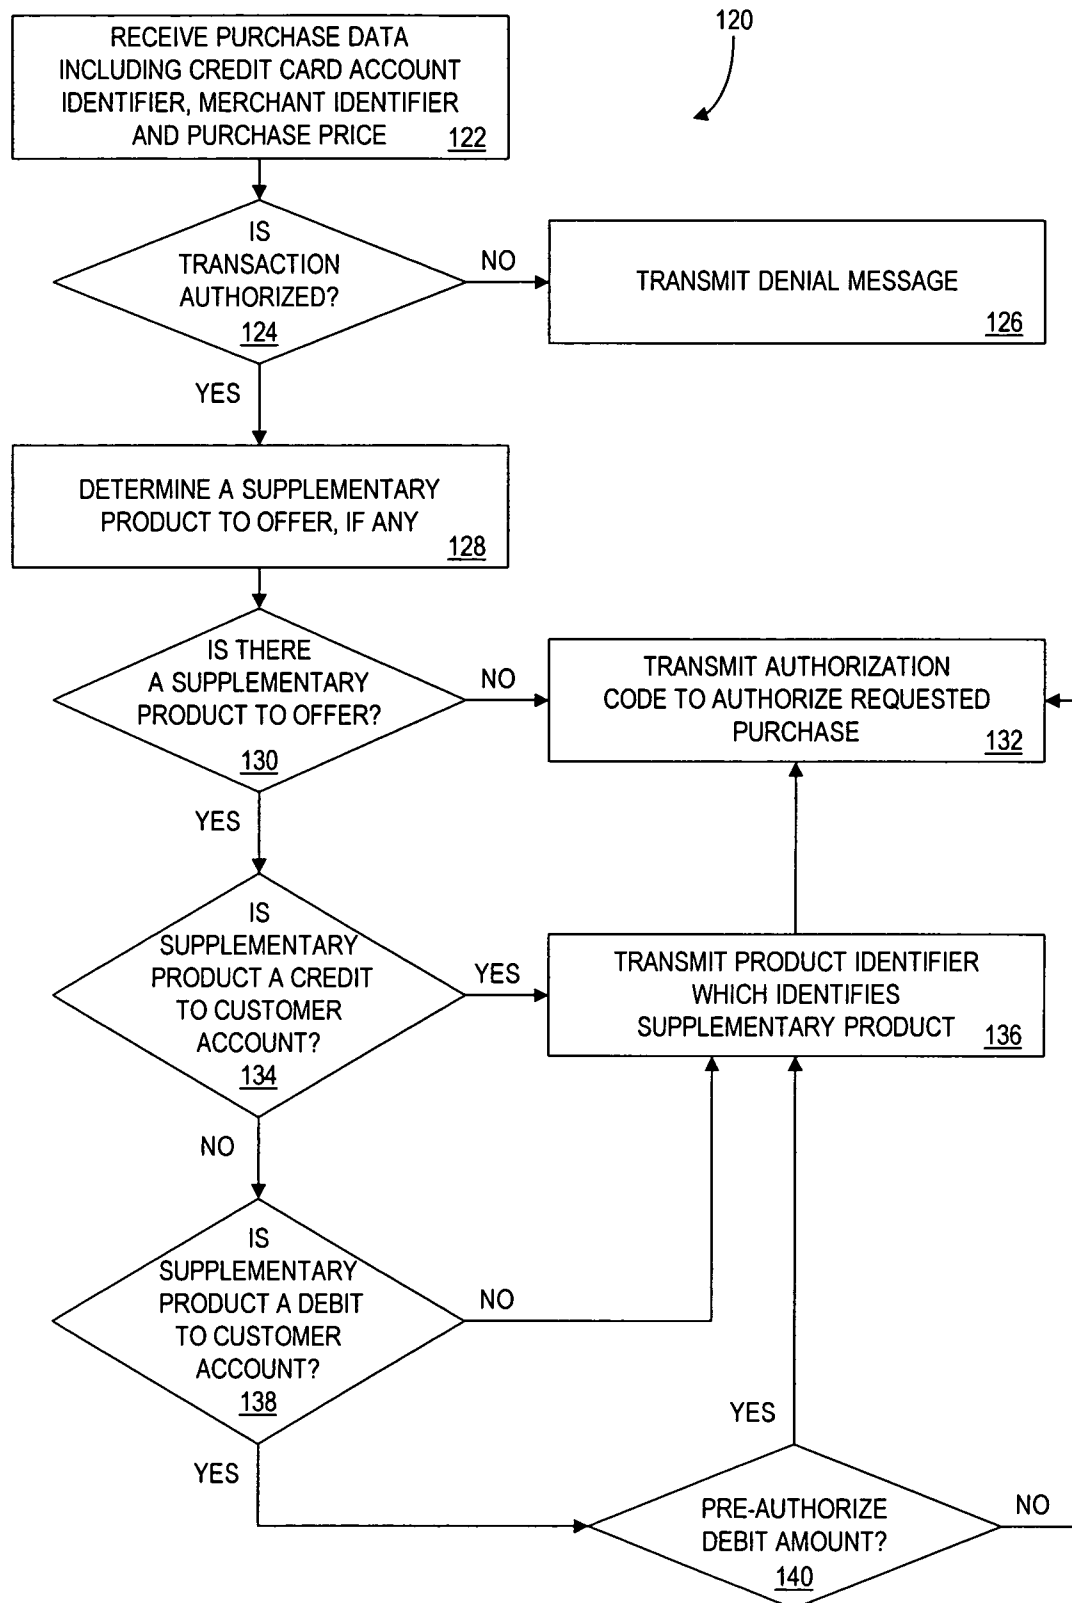 120
RECEIVE PURCHASE DATA
INCLUDING CREDIT CARD ACCOUNT
IDENTIFIER, MERCHANT IDENTIFIER
AND PURCHASE PRICE 122
IS
TRANSACTION
AUTHORIZED?
124
NO
TRANSMIT DENIAL MESSAGE
126
YES
DETERMINE A SUPPLEMENTARY
PRODUCT TO OFFER, IF ANY
128
IS THERE
A SUPPLEMENTARY
PRODUCT TO OFFER?
130
NO
TRANSMIT AUTHORIZATION
CODE TO AUTHORIZE REQUESTED
PURCHASE 132
YES
IS
SUPPLEMENTARY
PRODUCT A CREDIT
TO CUSTOMER
ACCOUNT?
134
YES
TRANSMIT PRODUCT IDENTIFIER
WHICH IDENTIFIES
SUPPLEMENTARY PRODUCT 136
NO
IS
SUPPLEMENTARY
PRODUCT A DEBIT
TO CUSTOMER
ACCOUNT?
138
NO
YES
YES
PRE-AUTHORIZE
DEBIT AMOUNT?
140
NO